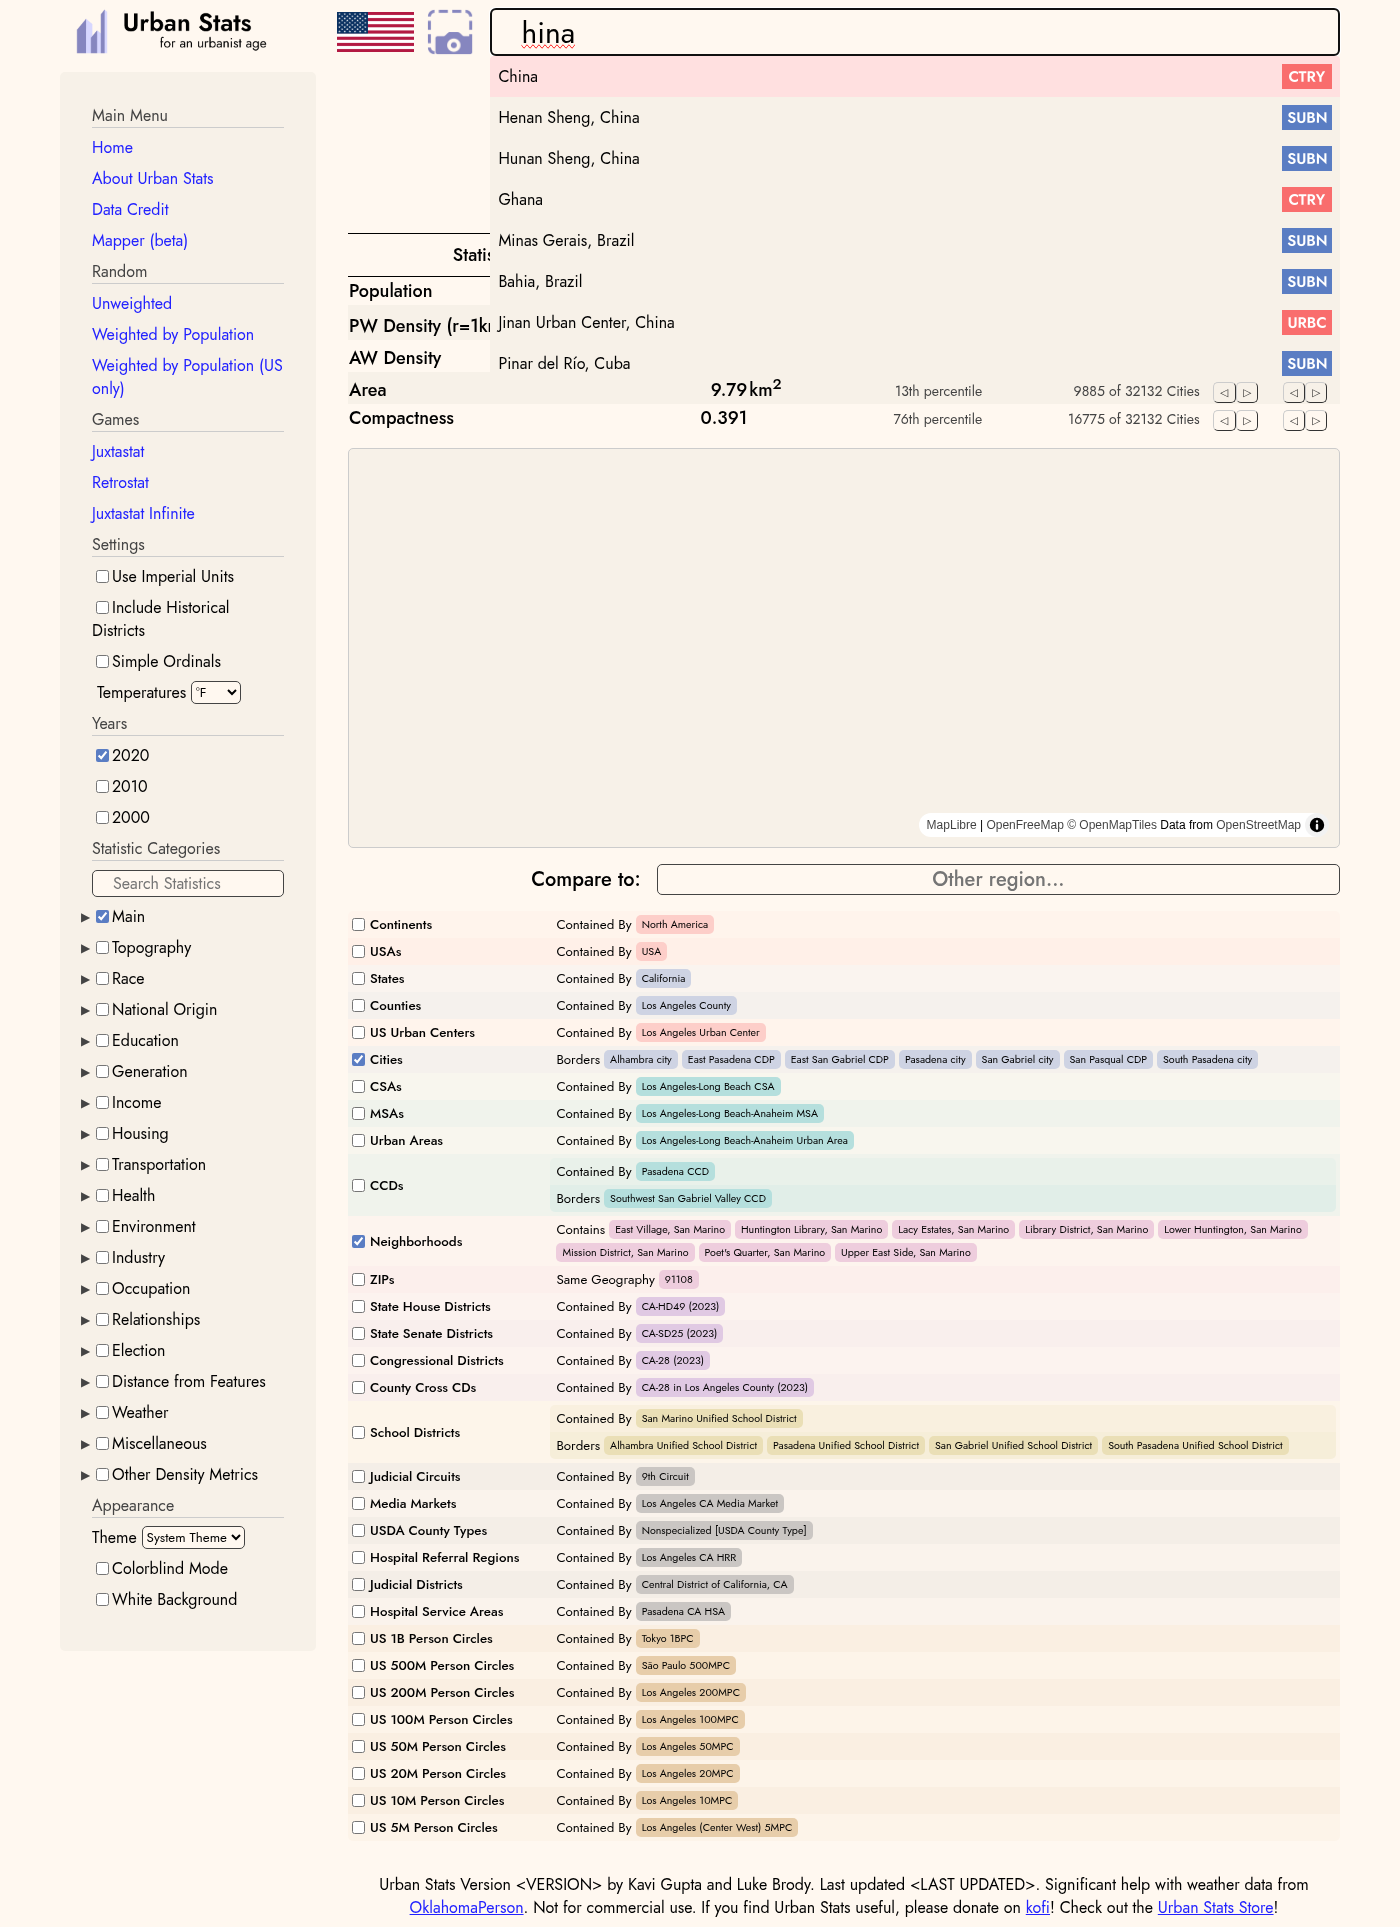 Urban Stats
for an urbanist age
hina
China CTRY
Henan Sheng, China SUBN
Hunan Sheng, China SUBN
Ghana CTRY
Minas Gerais, Brazil SUBN
Bahia, Brazil SUBN
Jinan Urban Center, China URBC
Pinar del Río, Cuba SUBN
Main Menu
Home
About Urban Stats
Data Credit
Mapper (beta)
Random
Unweighted
Weighted by Population
Weighted by Population (US
only)
Games
Juxtastat
Retrostat
Juxtastat Infinite
Settings
Use Imperial Units
Include Historical
Districts
Simple Ordinals
Temperatures °F
Years
2020
2010
2000
Statistic Categories
Search Statistics
Main
Topography
Race
National Origin
Education
Generation
Income
Housing
Transportation
Health
Environment
Industry
Occupation
Relationships
Election
Distance from Features
Weather
Miscellaneous
Other Density Metrics
Appearance
Theme System Theme
Colorblind Mode
White Background
Statis
Population
PW Density (r=1k
AW Density
Area 9.79 km² 13th percentile 9885 of 32132 Cities
Compactness 0.391 76th percentile 16775 of 32132 Cities
MapLibre | OpenFreeMap © OpenMapTiles Data from OpenStreetMap
Compare to: Other region...
Continents Contained By North America
USAs Contained By USA
States Contained By California
Counties Contained By Los Angeles County
US Urban Centers Contained By Los Angeles Urban Center
Cities Borders Alhambra city East Pasadena CDP East San Gabriel CDP Pasadena city San Gabriel city San Pasqual CDP South Pasadena city
CSAs Contained By Los Angeles-Long Beach CSA
MSAs Contained By Los Angeles-Long Beach-Anaheim MSA
Urban Areas Contained By Los Angeles-Long Beach-Anaheim Urban Area
CCDs Contained By Pasadena CCD
Borders Southwest San Gabriel Valley CCD
Neighborhoods Contains East Village, San Marino Huntington Library, San Marino Lacy Estates, San Marino Library District, San Marino Lower Huntington, San Marino
Mission District, San Marino Poet's Quarter, San Marino Upper East Side, San Marino
ZIPs Same Geography 91108
State House Districts Contained By CA-HD49 (2023)
State Senate Districts Contained By CA-SD25 (2023)
Congressional Districts Contained By CA-28 (2023)
County Cross CDs Contained By CA-28 in Los Angeles County (2023)
School Districts Contained By San Marino Unified School District
Borders Alhambra Unified School District Pasadena Unified School District San Gabriel Unified School District South Pasadena Unified School District
Judicial Circuits Contained By 9th Circuit
Media Markets Contained By Los Angeles CA Media Market
USDA County Types Contained By Nonspecialized [USDA County Type]
Hospital Referral Regions Contained By Los Angeles CA HRR
Judicial Districts Contained By Central District of California, CA
Hospital Service Areas Contained By Pasadena CA HSA
US 1B Person Circles Contained By Tokyo 1BPC
US 500M Person Circles Contained By São Paulo 500MPC
US 200M Person Circles Contained By Los Angeles 200MPC
US 100M Person Circles Contained By Los Angeles 100MPC
US 50M Person Circles Contained By Los Angeles 50MPC
US 20M Person Circles Contained By Los Angeles 20MPC
US 10M Person Circles Contained By Los Angeles 10MPC
US 5M Person Circles Contained By Los Angeles (Center West) 5MPC
Urban Stats Version <VERSION> by Kavi Gupta and Luke Brody. Last updated <LAST UPDATED>. Significant help with weather data from
OklahomaPerson. Not for commercial use. If you find Urban Stats useful, please donate on kofi! Check out the Urban Stats Store!